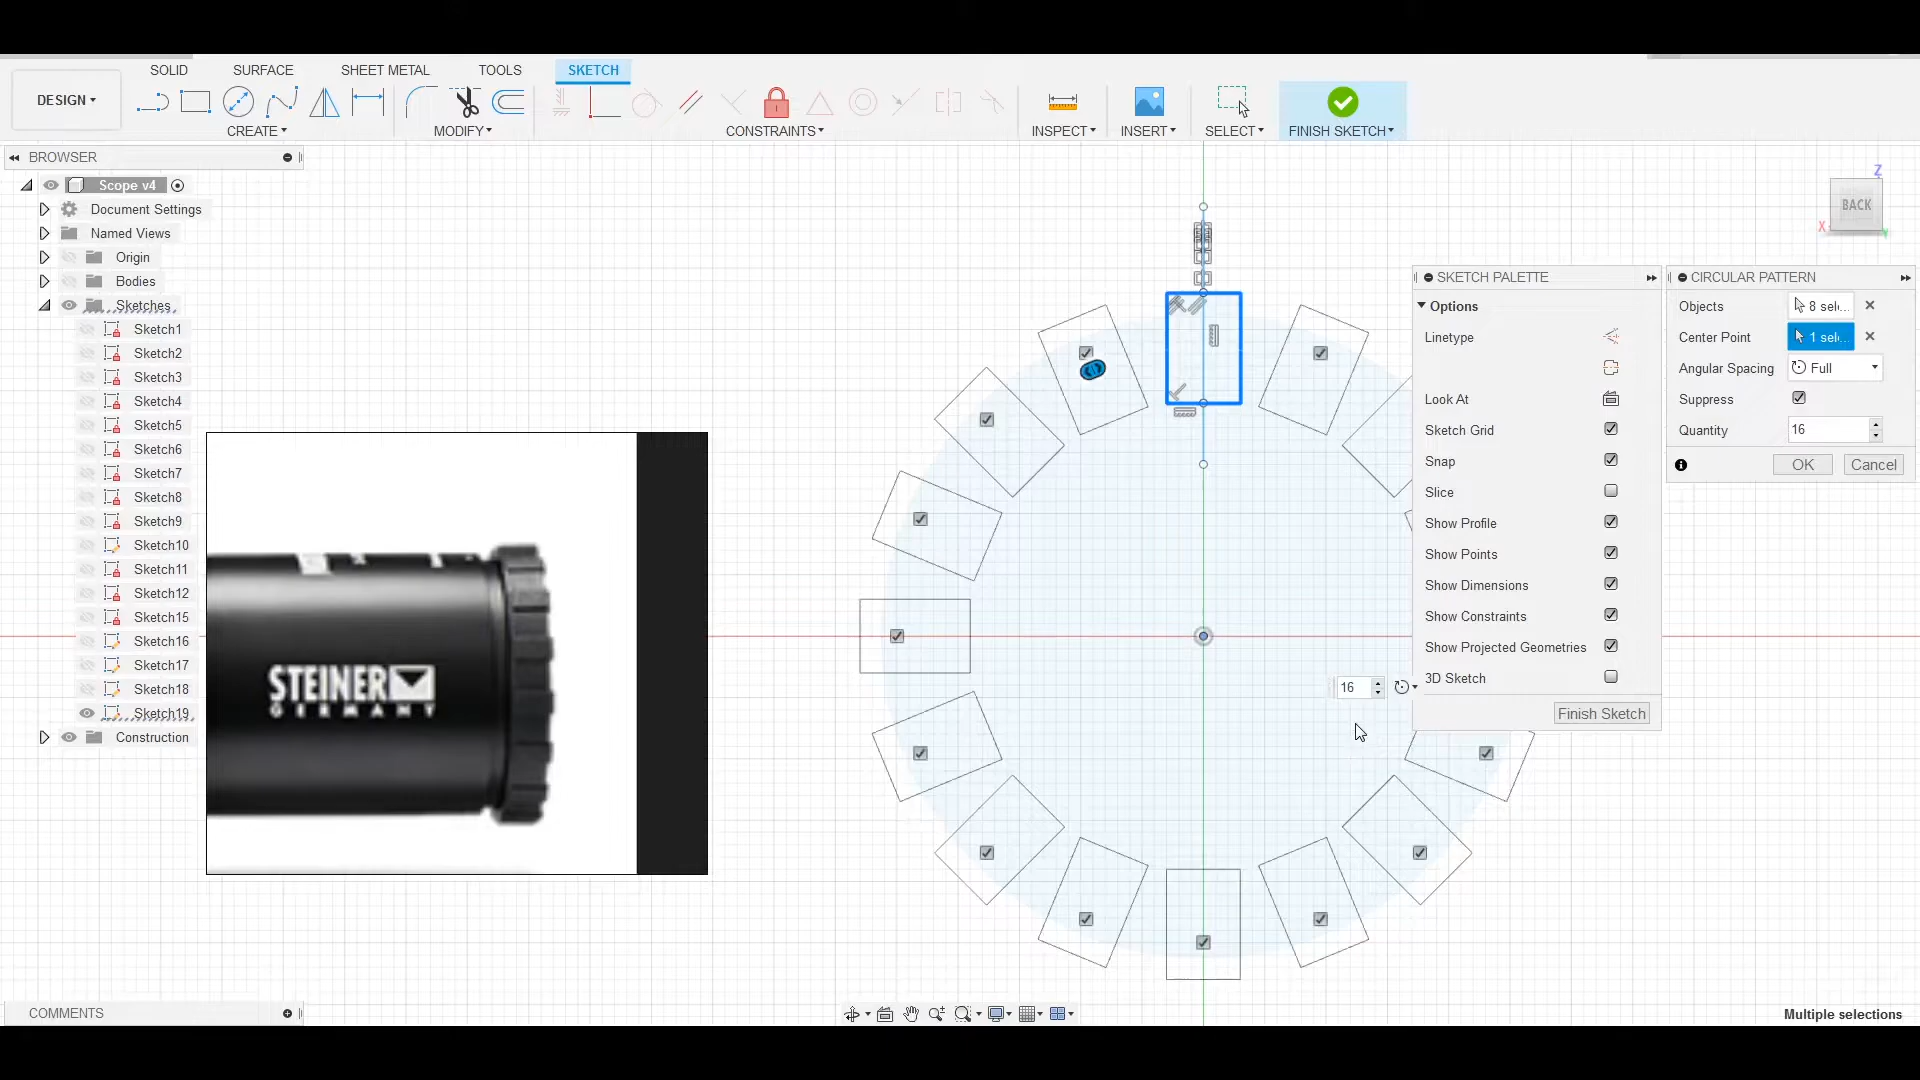 SOLID SURFACE SHEET METAL TOOLS SKETCH
DESIGN
CREATE MODIFY CONSTRAINTS INSPECT INSERT SELECT FINISH SKETCH
BROWSER
Scope v4
Document Settings
Named Views
Origin
Bodies
Sketches
Sketch1
Sketch2
Sketch3
Sketch4
Sketch5
Sketch6
Sketch7
Sketch8
Sketch9
Sketch10
Sketch11
Sketch12
Sketch15
Sketch16
Sketch17
Sketch18
Sketch19
Construction
STEINER
GERMANY
16
Z
BACK
X
Y
SKETCH PALETTE
Options
Linetype
Look At
Sketch Grid
Snap
Slice
Show Profile
Show Points
Show Dimensions
Show Constraints
Show Projected Geometries
3D Sketch
Finish Sketch
CIRCULAR PATTERN
Objects 8 sel...
Center Point 1 sel...
Angular Spacing Full
Suppress
Quantity 16
OK Cancel
COMMENTS
Multiple selections